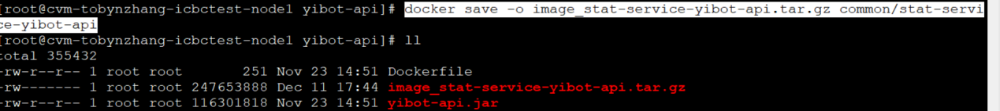 [root@cvm-tobynzhang-icbctest-node1 yibot-api]# docker save -o image_stat-service-yibot-api.tar.gz common/stat-servi
ce-yibot-api
[root@cvm-tobynzhang-icbctest-node1 yibot-api]# ll
total 355432
-rw-r--r-- 1 root root       251 Nov 23 14:51 Dockerfile
-rw------- 1 root root 247653888 Dec 11 17:44 image_stat-service-yibot-api.tar.gz
-rw-r--r-- 1 root root 116301818 Nov 23 14:51 yibot-api.jar